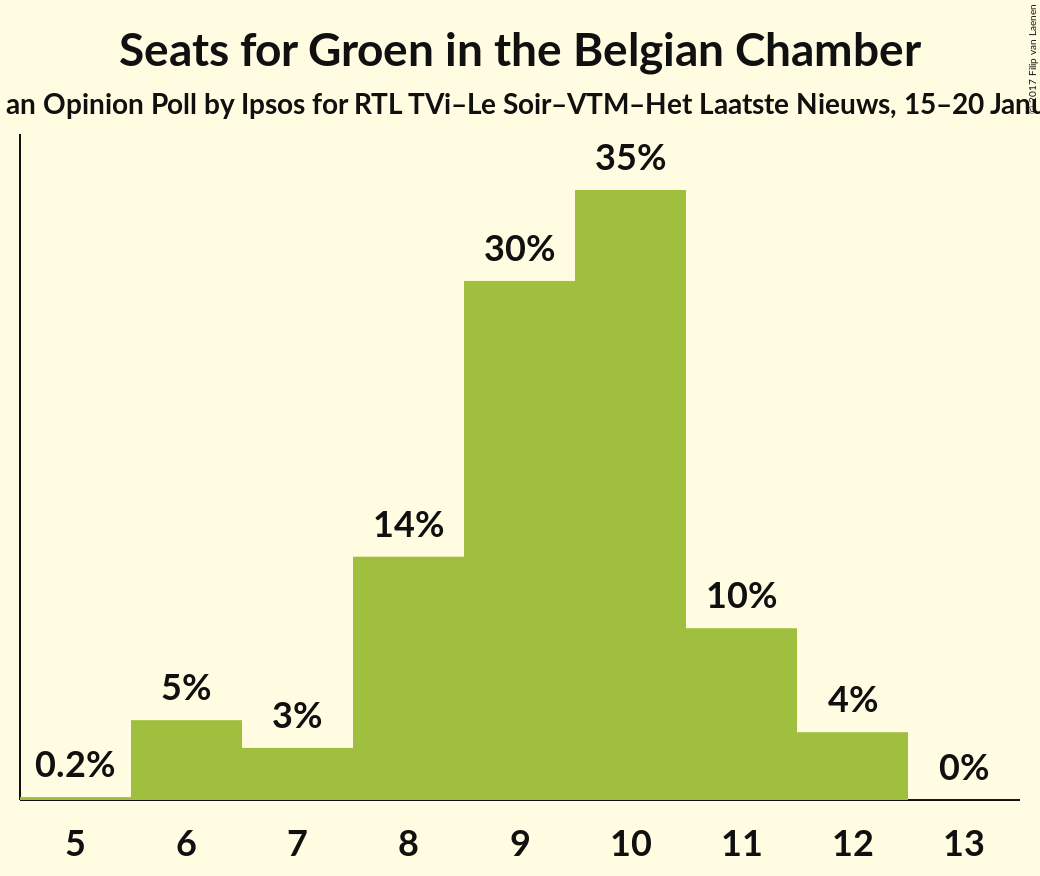 Seats for Groen in the Belgian Chamber
an Opinion Poll by Ipsos for RTL TVi–Le Soir–VTM–Het Laatste Nieuws, 15–20 Janu
© 2017 Filip van Laenen
35%
30%
14%
10%
5%
3%
4%
0.2%
0%
5 6 7 8 9 10 11 12 13